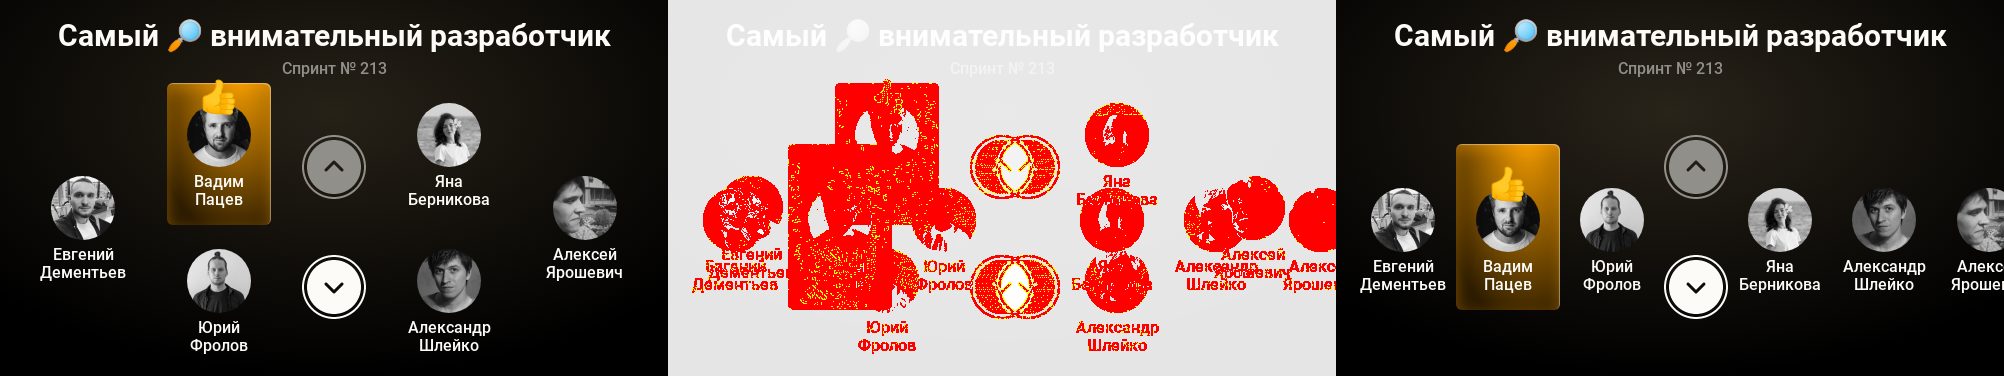 Самый 🔎 внимательный разработчик
Спринт № 213
Вадим
Пацев
Яна
Берникова
Евгений
Дементьев
Алексей
Ярошевич
Юрий
Фролов
Александр
Шлейко
Самый 🔎 внимательный разработчик
Спринт № 213
Яна
Берникова
Евгений
Дементьев
Евгений
Дементьев
Юрий
Фролов
Александр
Шлейко
Алексей
Ярошевич
Юрий
Фролов
Александр
Шлейко
Самый 🔎 внимательный разработчик
Спринт № 213
Евгений
Дементьев
Вадим
Пацев
Юрий
Фролов
Яна
Берникова
Александр
Шлейко
Алексе
Ярошев